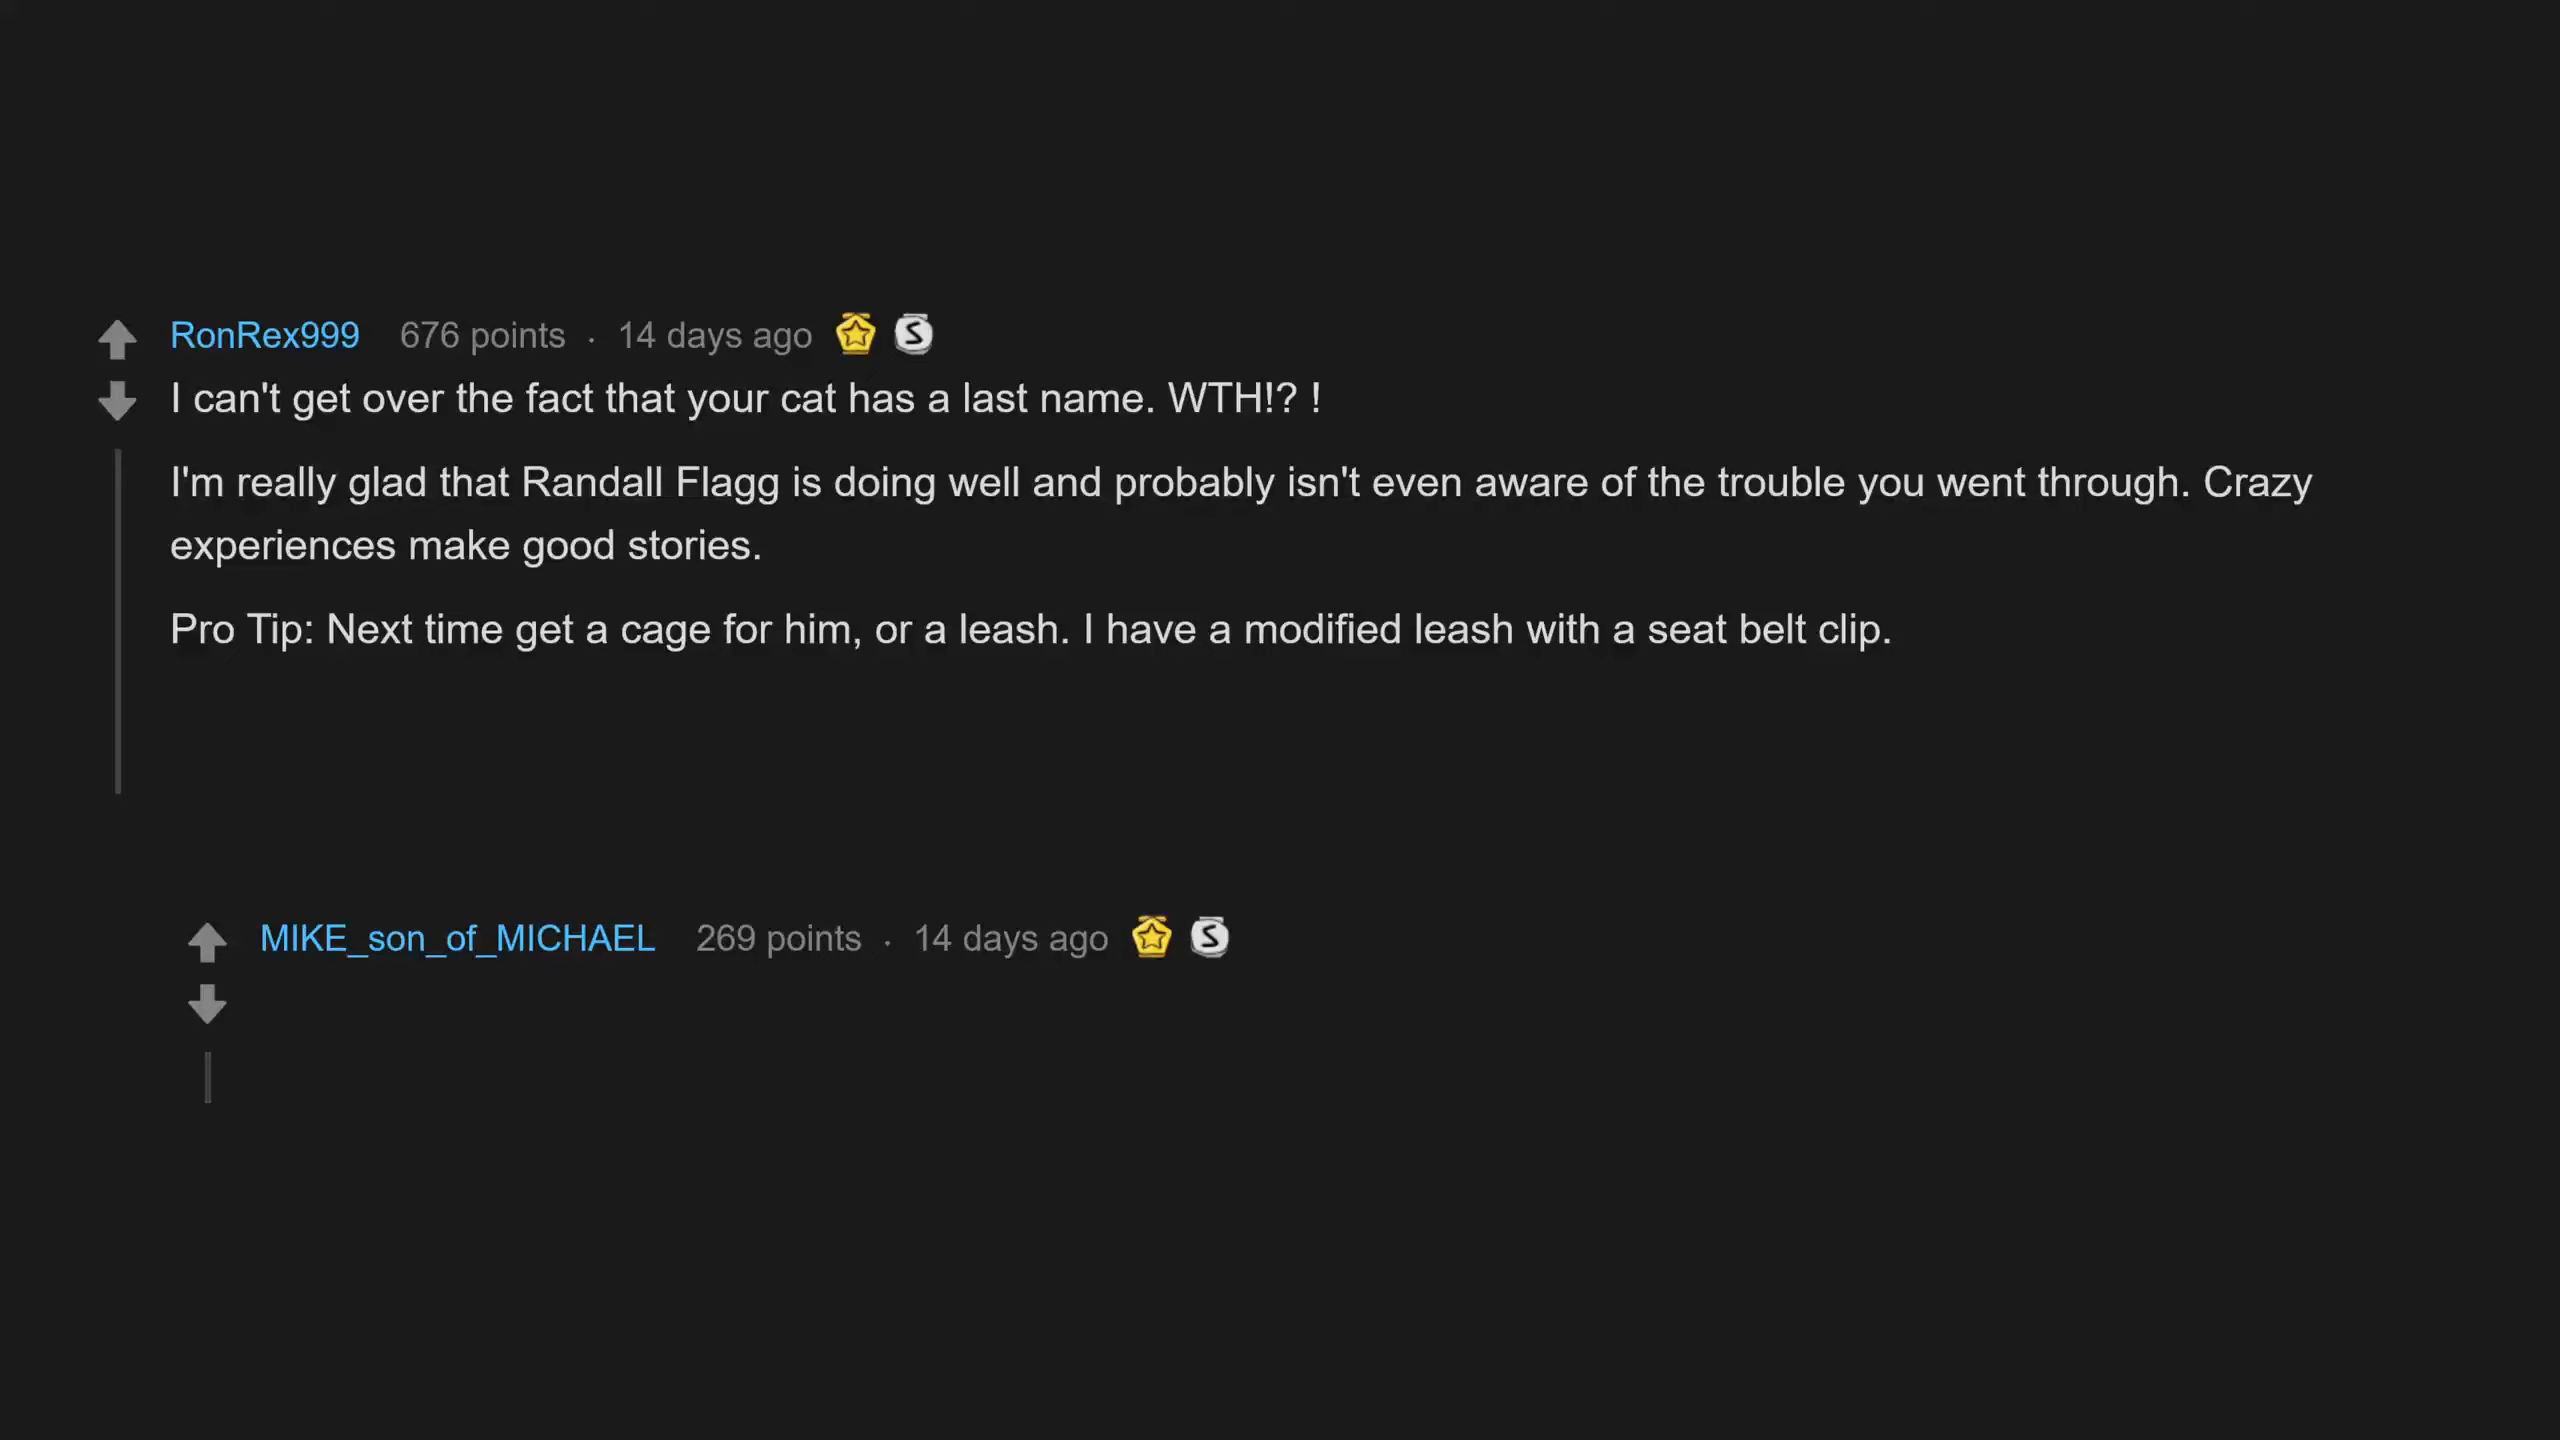 RonRex999 676 points · 14 days ago S
I can't get over the fact that your cat has a last name. WTH!? !
I'm really glad that Randall Flagg is doing well and probably isn't even aware of the trouble you went through. Crazy
experiences make good stories.
Pro Tip: Next time get a cage for him, or a leash. I have a modified leash with a seat belt clip.
MIKE_son_of_MICHAEL 269 points · 14 days ago S